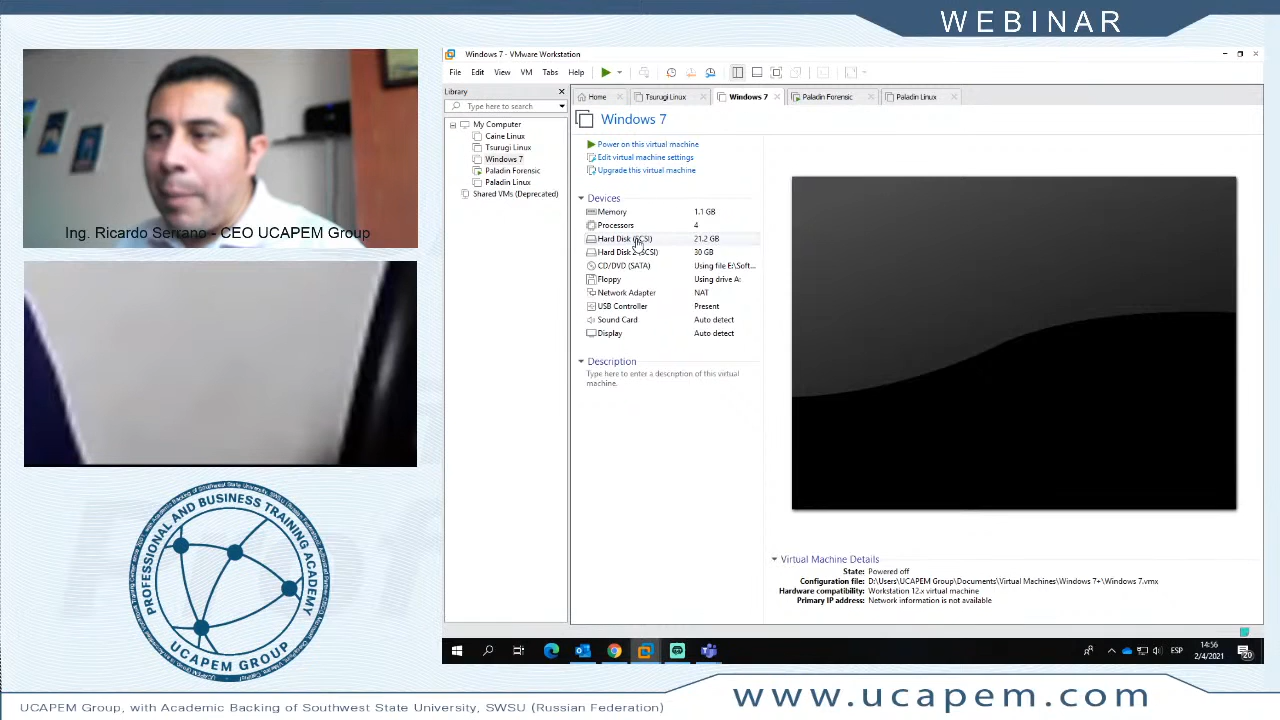 WEBINAR
Ing. Ricardo Serrano - CEO UCAPEM Group
PROFESSIONAL AND BUSINESS TRAINING ACADEMY
UCAPEM GROUP
Windows 7 - VMware Workstation
File Edit View VM Tabs Help
Library
Type here to search
My Computer
Caine Linux
Tsurugi Linux
Windows 7
Paladin Forensic
Paladin Linux
Shared VMs (Deprecated)
Home Tsurugi Linux Windows 7 Paladin Forensic Paladin Linux
Windows 7
Power on this virtual machine
Edit virtual machine settings
Upgrade this virtual machine
Devices
Memory 1.1 GB
Processors 4
Hard Disk (SCSI) 21.2 GB
Hard Disk 2 (SCSI) 30 GB
CD/DVD (SATA) Using file E:\Soft...
Floppy Using drive A:
Network Adapter NAT
USB Controller Present
Sound Card Auto detect
Display Auto detect
Description
Type here to enter a description of this virtual
machine.
Virtual Machine Details
State: Powered off
Configuration file: D:\Users\UCAPEM Group\Documents\Virtual Machines\Windows 7+\Windows 7.vmx
Hardware compatibility: Workstation 12.x virtual machine
Primary IP address: Network information is not available
ESP
14:56
2/4/2021
20
UCAPEM Group, with Academic Backing of Southwest State University, SWSU (Russian Federation)
www.ucapem.com